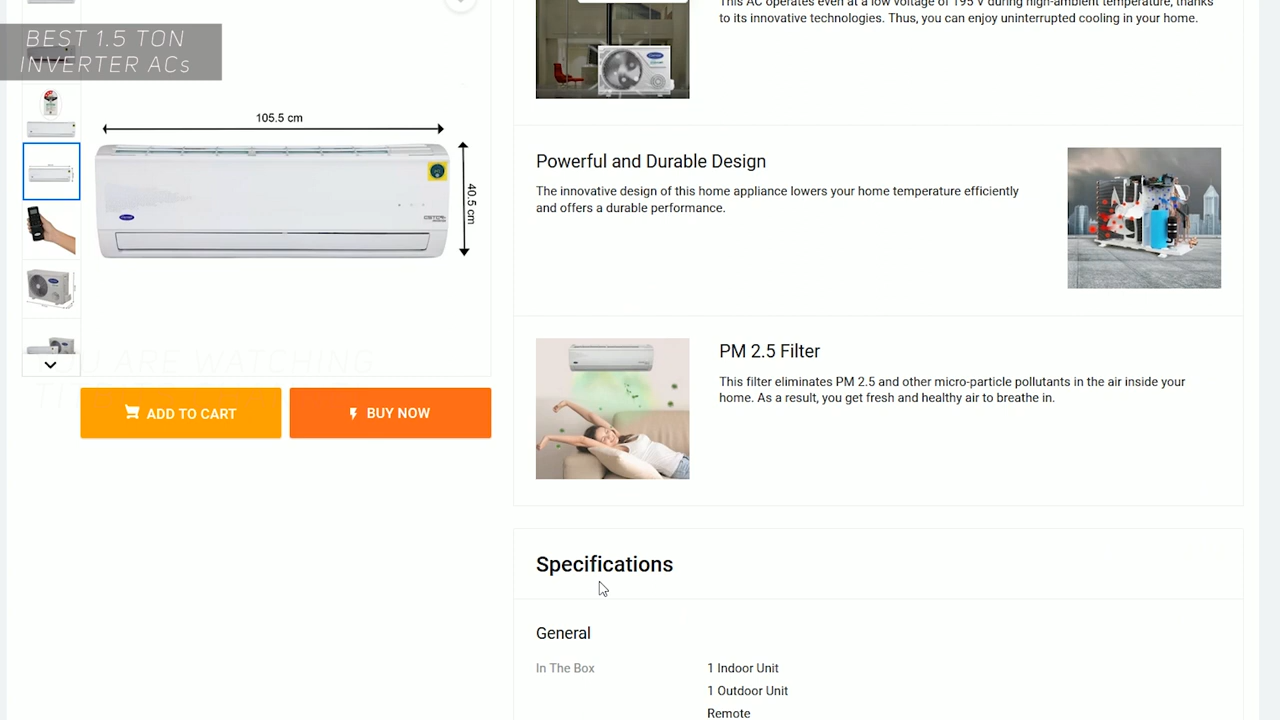 BEST 1.5 TON
INVERTER ACs
This AC operates even at a low voltage of 195 V during high-ambient temperature, thanks
to its innovative technologies. Thus, you can enjoy uninterrupted cooling in your home.
105.5 cm
40.5 cm
Powerful and Durable Design
The innovative design of this home appliance lowers your home temperature efficiently
and offers a durable performance.
PM 2.5 Filter
This filter eliminates PM 2.5 and other micro-particle pollutants in the air inside your
home. As a result, you get fresh and healthy air to breathe in.
ARE WATCHING
ADD TO CART
BUY NOW
Specifications
General
In The Box
1 Indoor Unit
1 Outdoor Unit
Remote